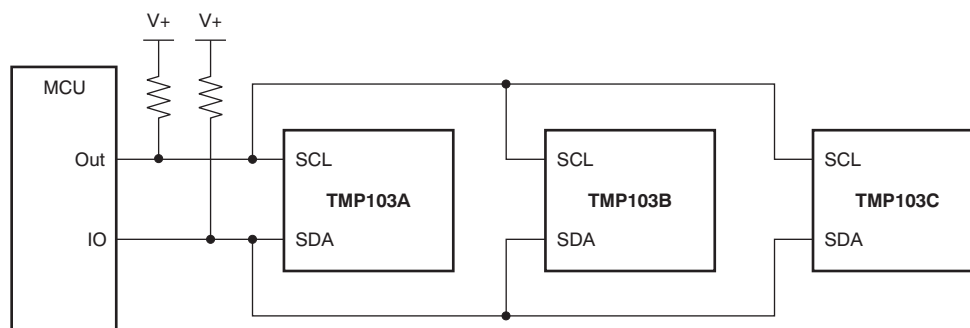 V+ V+
MCU
Out SCL SCL SCL
TMP103A TMP103B TMP103C
IO SDA SDA SDA